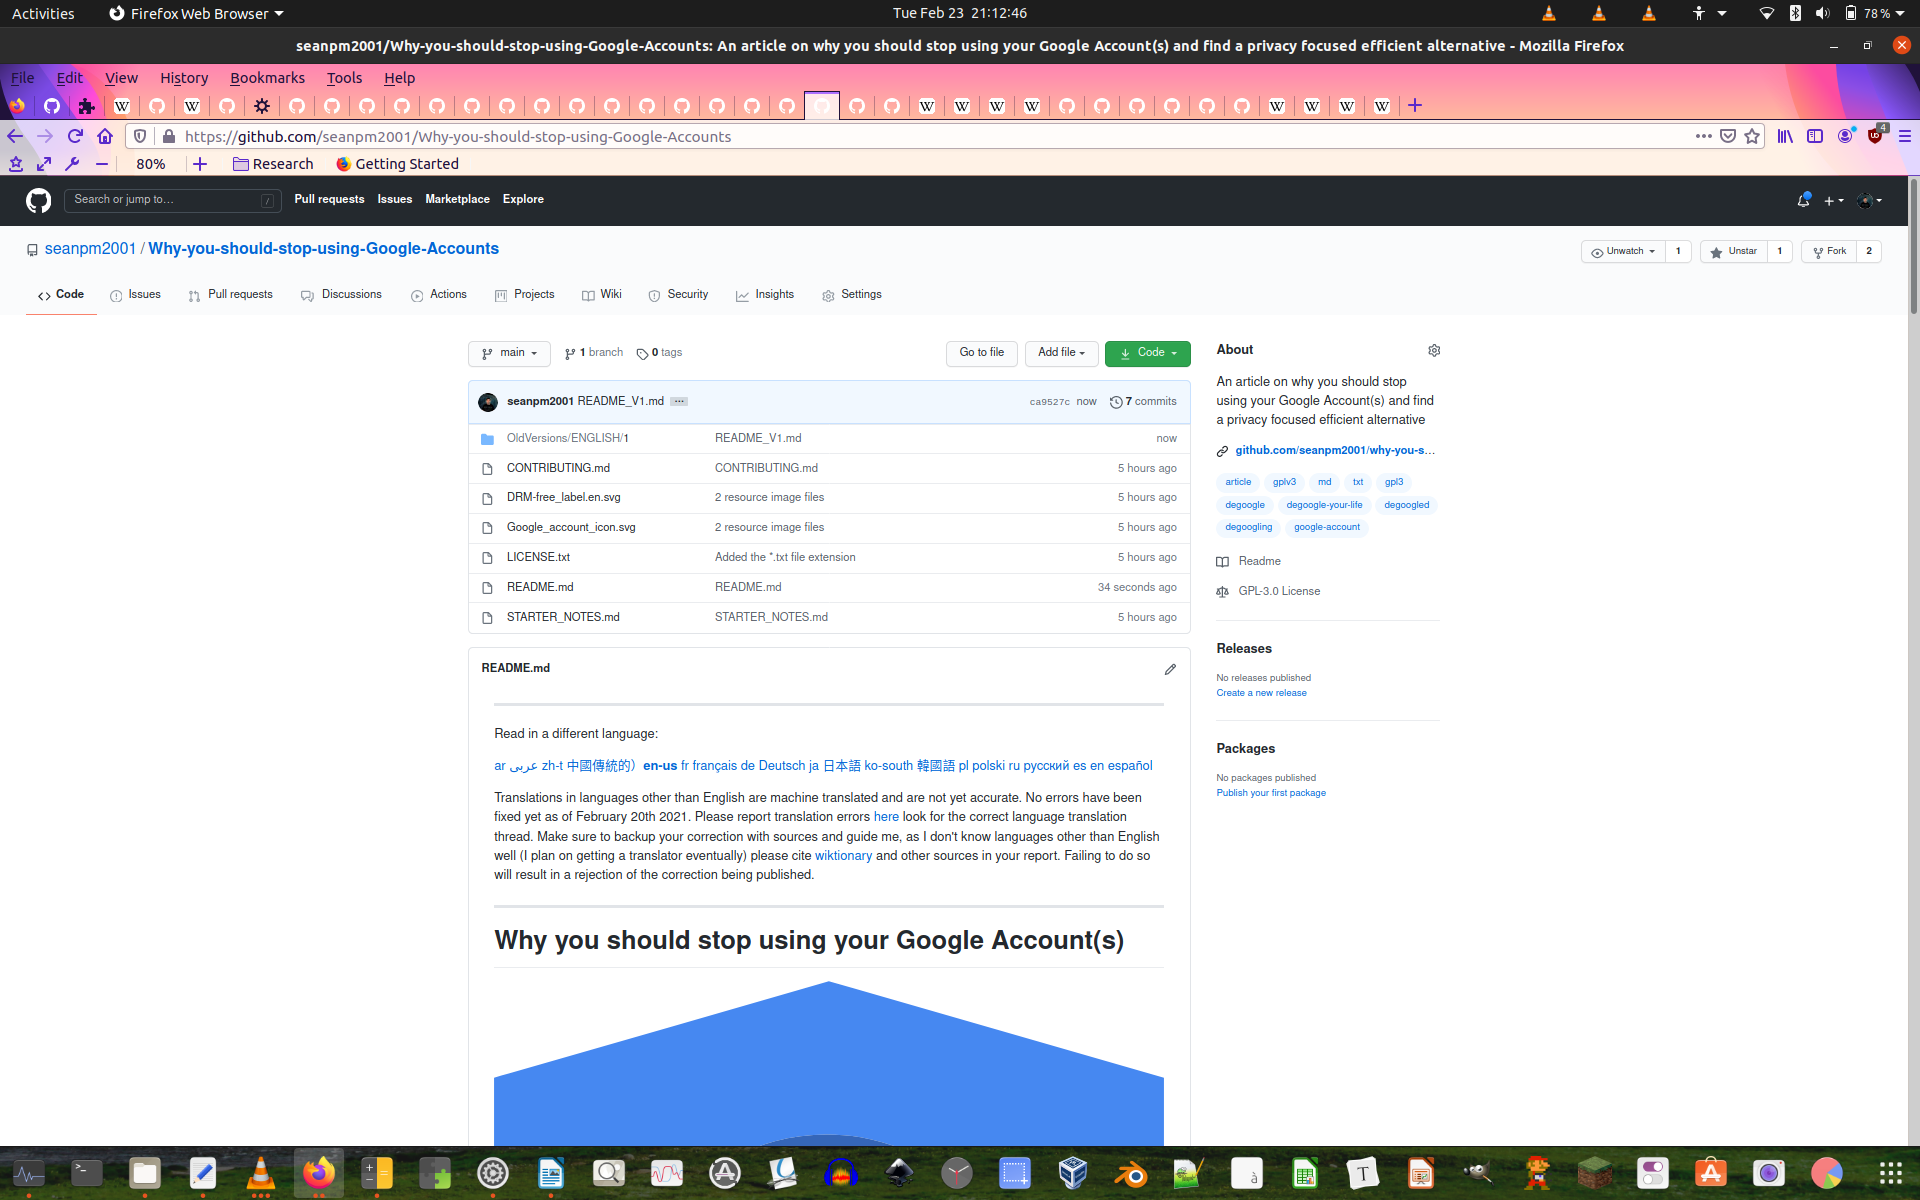 Activities Firefox Web Browser Tue Feb 23 21:12:46 78 %
seanpm2001/Why-you-should-stop-using-Google-Accounts: An article on why you should stop using your Google Account(s) and find a privacy focused efficient alternative - Mozilla Firefox
File Edit View History Bookmarks Tools Help
https://github.com/seanpm2001/Why-you-should-stop-using-Google-Accounts 4
80% Research Getting Started
Search or jump to… / Pull requests Issues Marketplace Explore
seanpm2001 / Why-you-should-stop-using-Google-Accounts Unwatch 1 Unstar 1 Fork 2
Code Issues Pull requests Discussions Actions Projects Wiki Security Insights Settings
main 1 branch 0 tags Go to file Add file Code
seanpm2001 README_V1.md ca9527c now 7 commits
OldVersions/ENGLISH/1 README_V1.md now
CONTRIBUTING.md CONTRIBUTING.md 5 hours ago
DRM-free_label.en.svg 2 resource image files 5 hours ago
Google_account_icon.svg 2 resource image files 5 hours ago
LICENSE.txt Added the *.txt file extension 5 hours ago
README.md README.md 34 seconds ago
STARTER_NOTES.md STARTER_NOTES.md 5 hours ago
README.md
Read in a different language:
ar عربى zh-t 中國傳統的）en-us fr français de Deutsch ja 日本語 ko-south 韓國語 pl polski ru русский es en español
Translations in languages other than English are machine translated and are not yet accurate. No errors have been
fixed yet as of February 20th 2021. Please report translation errors here look for the correct language translation
thread. Make sure to backup your correction with sources and guide me, as I don't know languages other than English
well (I plan on getting a translator eventually) please cite wiktionary and other sources in your report. Failing to do so
will result in a rejection of the correction being published.
Why you should stop using your Google Account(s)
About
An article on why you should stop
using your Google Account(s) and find
a privacy focused efficient alternative
github.com/seanpm2001/why-you-s…
article gplv3 md txt gpl3
degoogle degoogle-your-life degoogled
degoogling google-account
Readme
GPL-3.0 License
Releases
No releases published
Create a new release
Packages
No packages published
Publish your first package